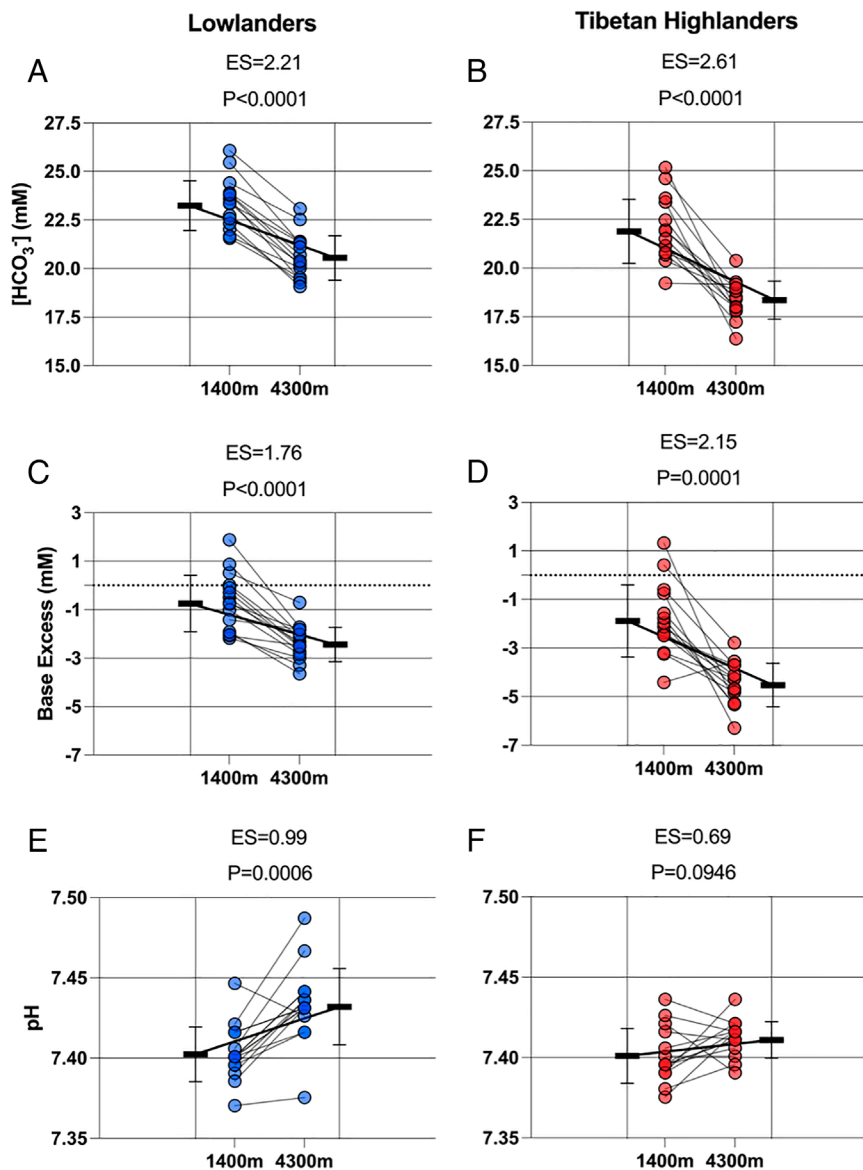 Lowlanders
Tibetan Highlanders
A
ES=2.21
P<0.0001
[HCO3-] (mM)
27.5
25.0
22.5
20.0
17.5
15.0
1400m 4300m
B
ES=2.61
P<0.0001
27.5
25.0
22.5
20.0
17.5
15.0
1400m 4300m
C
ES=1.76
P<0.0001
Base Excess (mM)
3
1
-1
-3
-5
-7
1400m 4300m
D
ES=2.15
P=0.0001
3
1
-1
-3
-5
-7
1400m 4300m
E
ES=0.99
P=0.0006
pH
7.50
7.45
7.40
7.35
1400m 4300m
F
ES=0.69
P=0.0946
7.50
7.45
7.40
7.35
1400m 4300m